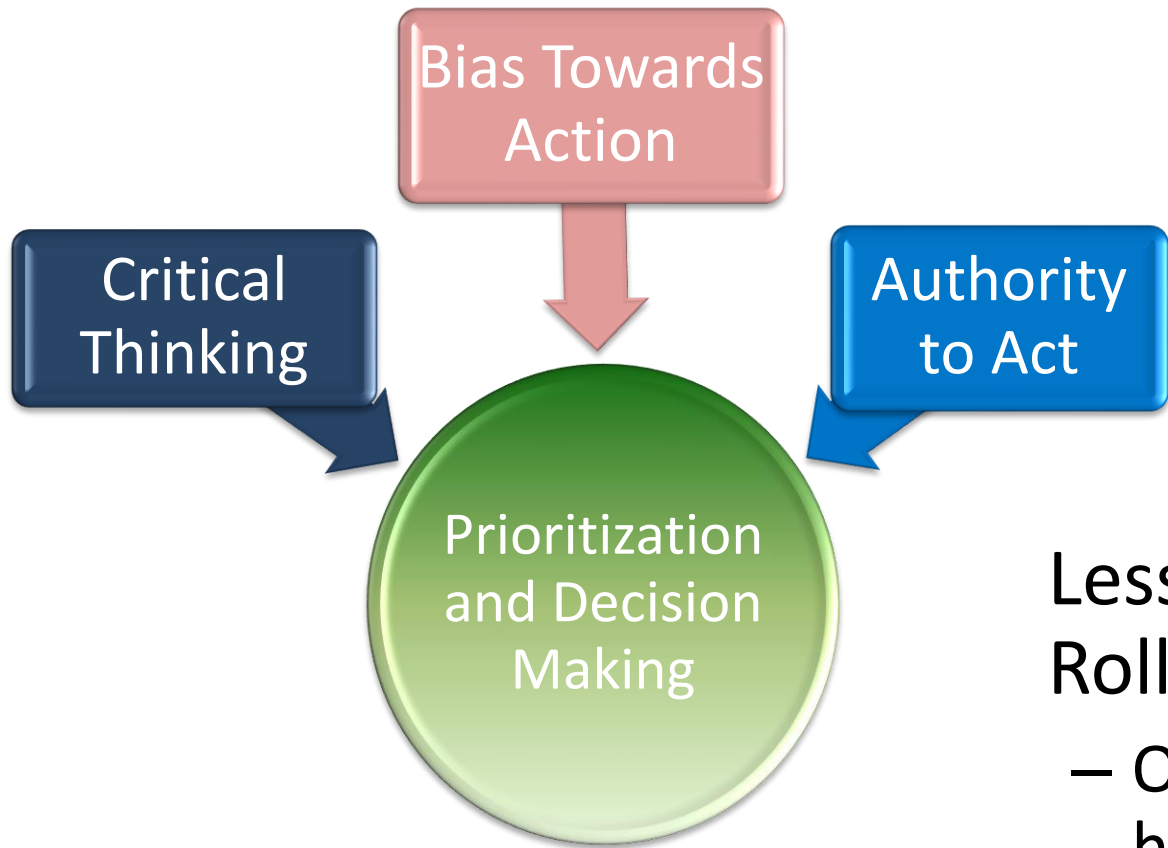 Bias Towards
Action
Critical
Thinking
Authority
to Act
Prioritization
and Decision
Making